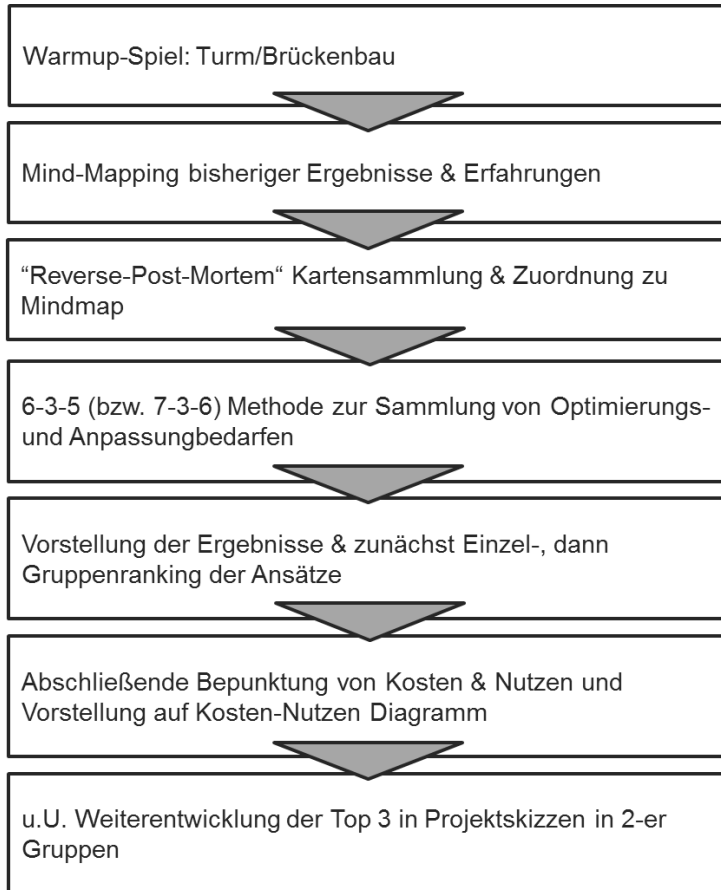 Warmup-Spiel: Turm/Brückenbau
Mind-Mapping bisheriger Ergebnisse & Erfahrungen
“Reverse-Post-Mortem“ Kartensammlung & Zuordnung zu
Mindmap
6-3-5 (bzw. 7-3-6) Methode zur Sammlung von Optimierungs-
und Anpassungbedarfen
Vorstellung der Ergebnisse & zunächst Einzel-, dann
Gruppenranking der Ansätze
Abschließende Bepunktung von Kosten & Nutzen und
Vorstellung auf Kosten-Nutzen Diagramm
u.U. Weiterentwicklung der Top 3 in Projektskizzen in 2-er
Gruppen